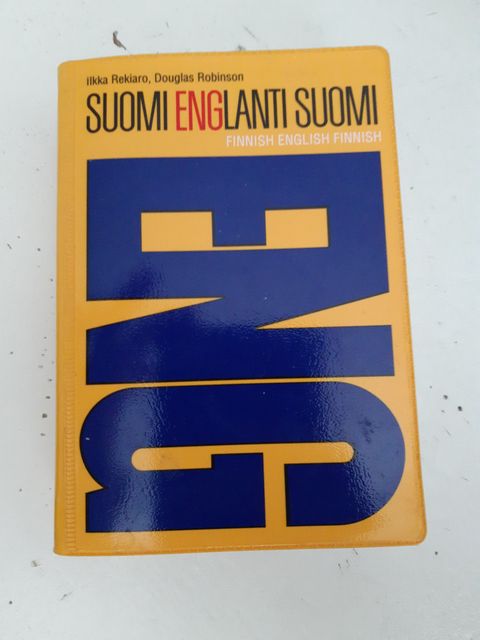 Ilkka Rekiaro, Douglas Robinson
SUOMI ENGLANTI SUOMI
FINNISH ENGLISH FINNISH
ENG